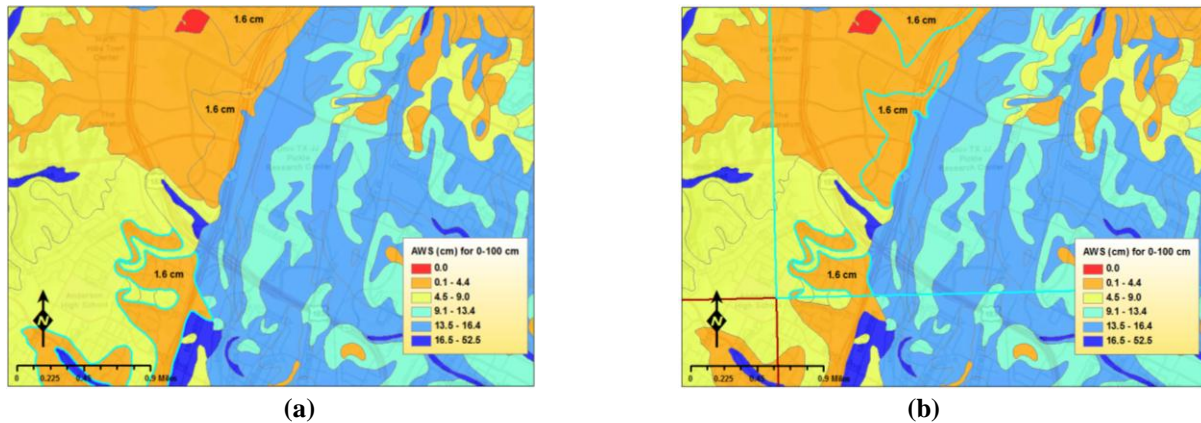 1.6 cm
1.6 cm
1.6 cm
AWS (cm) for 0-100 cm
0.0
0.1 - 4.4
4.5 - 9.0
9.1 - 13.4
13.5 - 16.4
16.5 - 52.5
N
0 0.225 0.45 0.9 Miles
(a)
1.6 cm
1.6 cm
1.6 cm
AWS (cm) for 0-100 cm
0.0
0.1 - 4.4
4.5 - 9.0
9.1 - 13.4
13.5 - 16.4
16.5 - 52.5
N
0 0.225 0.45 0.9 Miles
(b)